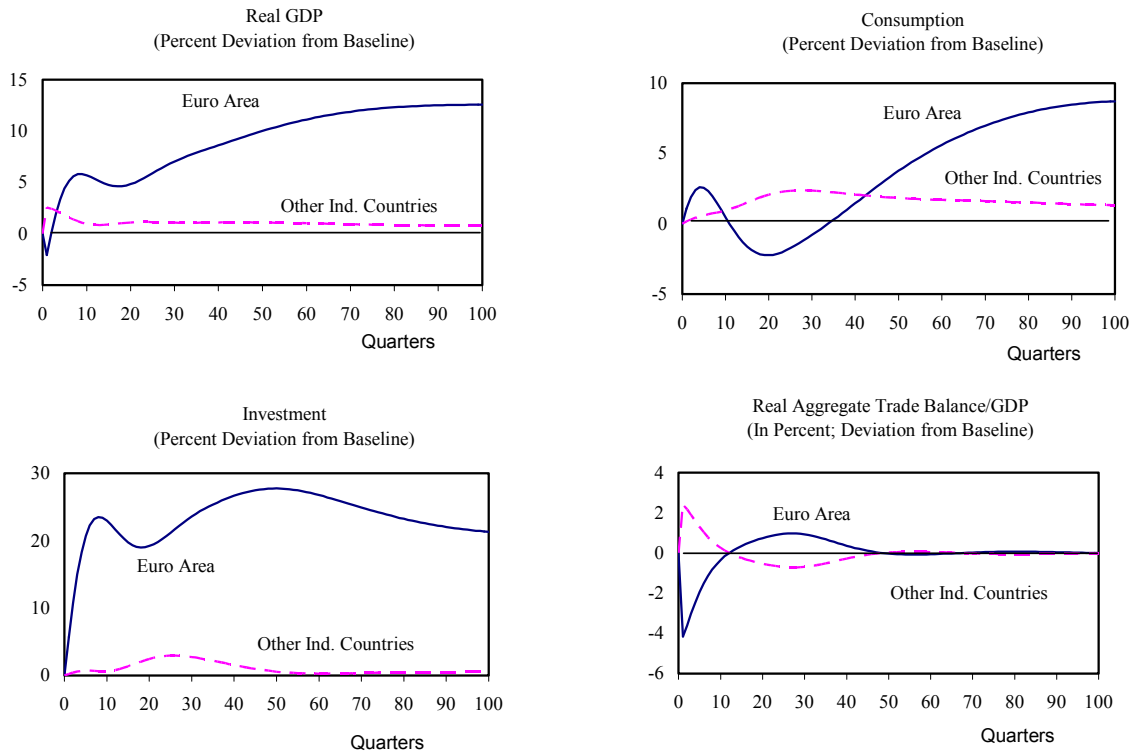 Real GDP
(Percent Deviation from Baseline)
15
10
5
0
-5
Euro Area
Other Ind. Countries
0 10 20 30 40 50 60 70 80 90 100
Quarters
Consumption
(Percent Deviation from Baseline)
10
5
0
-5
Euro Area
Other Ind. Countries
0 10 20 30 40 50 60 70 80 90 100
Quarters
Investment
(Percent Deviation from Baseline)
30
20
10
0
Euro Area
Other Ind. Countries
0 10 20 30 40 50 60 70 80 90 100
Quarters
Real Aggregate Trade Balance/GDP
(In Percent; Deviation from Baseline)
4
2
0
-2
-4
-6
Euro Area
Other Ind. Countries
0 10 20 30 40 50 60 70 80 90 100
Quarters